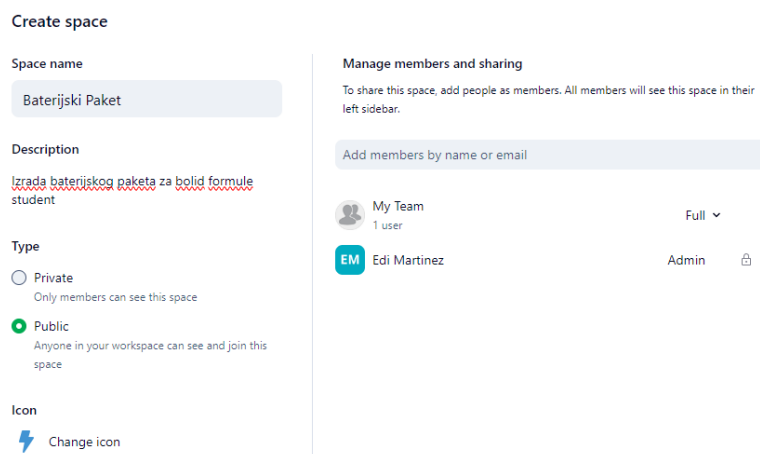 Create space
Space name
Baterijski Paket
Description
Izrada baterijskog paketa za bolid formule
student
Type
Private
Only members can see this space
Public
Anyone in your workspace can see and join this
space
Icon
Change icon
Manage members and sharing
To share this space, add people as members. All members will see this space in their
left sidebar.
Add members by name or email
My Team
1 user
Full
EM
Edi Martinez
Admin